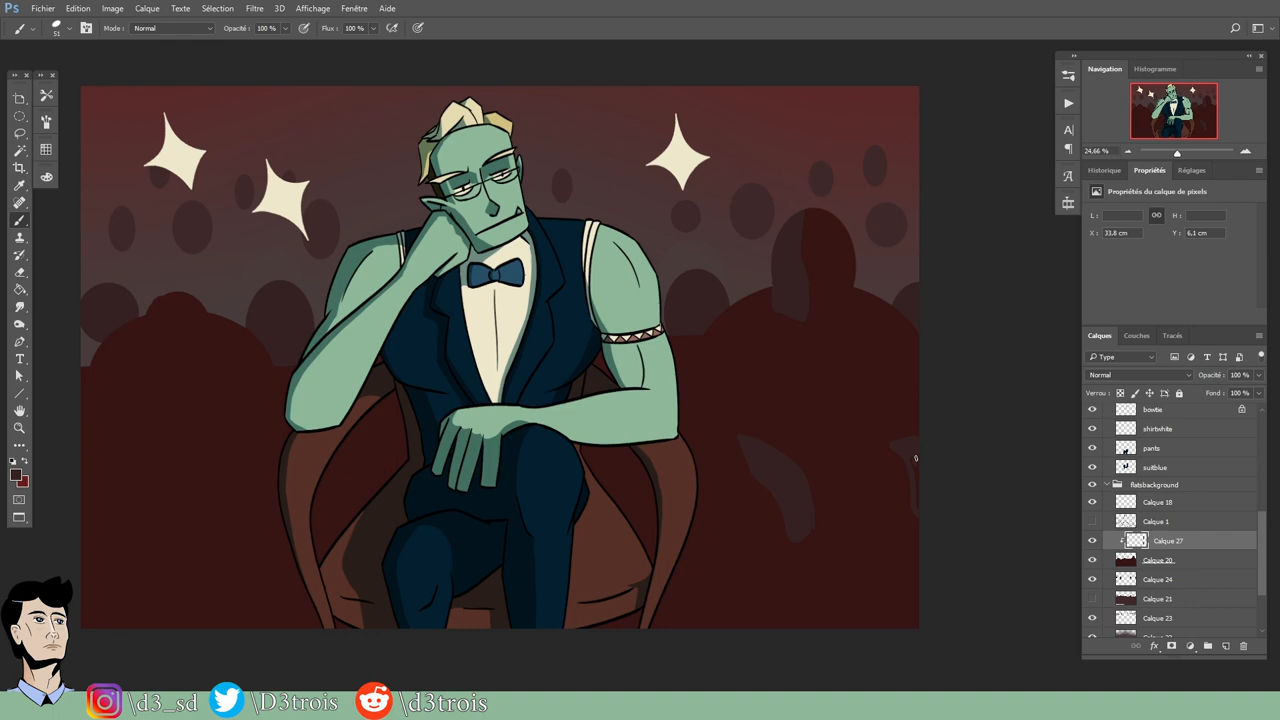 Ps Fichier Edition Image Calque Texte Sélection Filtre 3D Affichage Fenêtre Aide
51 Mode : Normal Opacité : 100 % Flux : 100 %
Navigation Histogramme
24,66 %
Historique Propriétés Réglages
Propriétés du calque de pixels
L : H :
X : 33,8 cm Y : 6,1 cm
Calques Couches Tracés
Type
Normal Opacité : 100 %
Verrou : Fond : 100 %
bowtie
shirtwhite
pants
suitblue
flatsbackground
Calque 18
Calque 1
Calque 27
Calque 20
Calque 24
Calque 21
Calque 23
\d3_sd \D3trois \d3trois